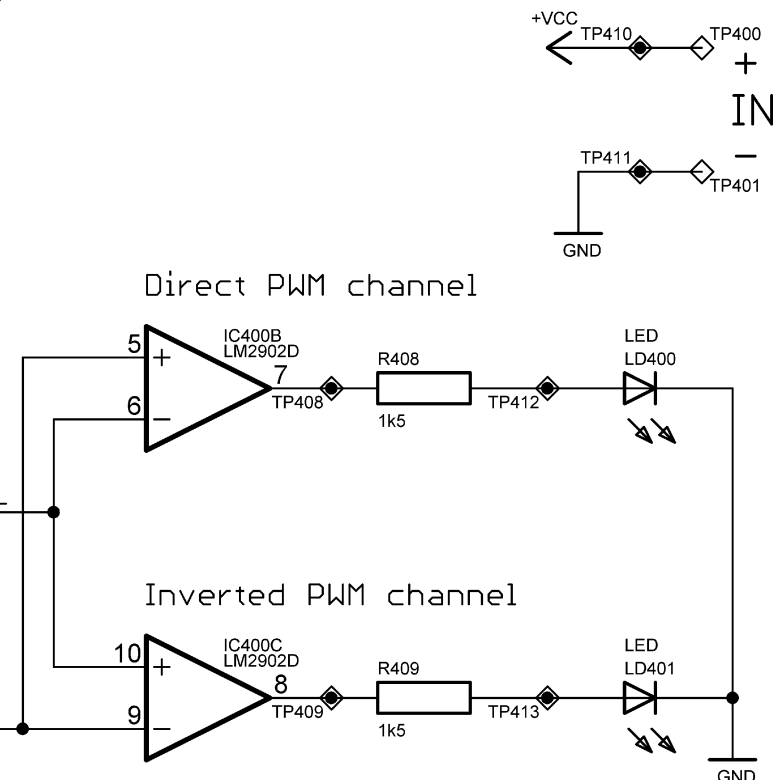 +VCC
TP410
TP400
+
IN
−
TP411
TP401
GND
Direct PWM channel
5
+
IC400B
LM2902D
7
TP408
6
−
R408
1k5
TP412
LED
LD400
Inverted PWM channel
10
+
IC400C
LM2902D
8
TP409
9
−
R409
1k5
TP413
LED
LD401
GND